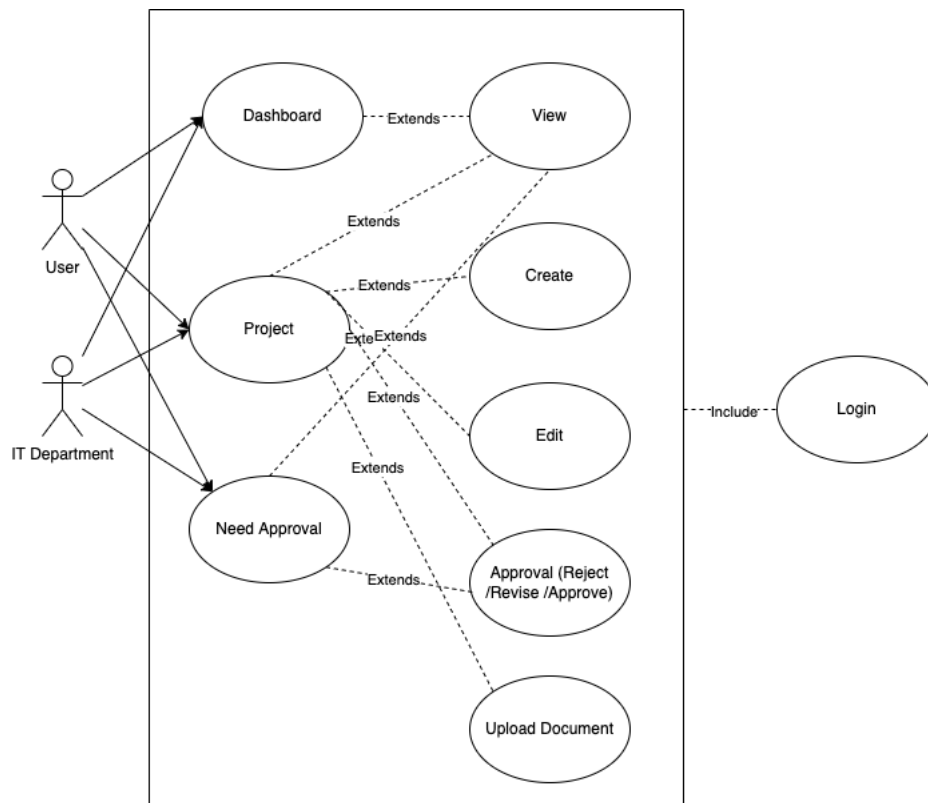 Dashboard
Extends
View
Extends
User
Extends
Create
Project
Exte
Extends
IT Department
Extends
Include
Login
Edit
Extends
Need Approval
Extends
Approval (Reject
/Revise /Approve)
Upload Document